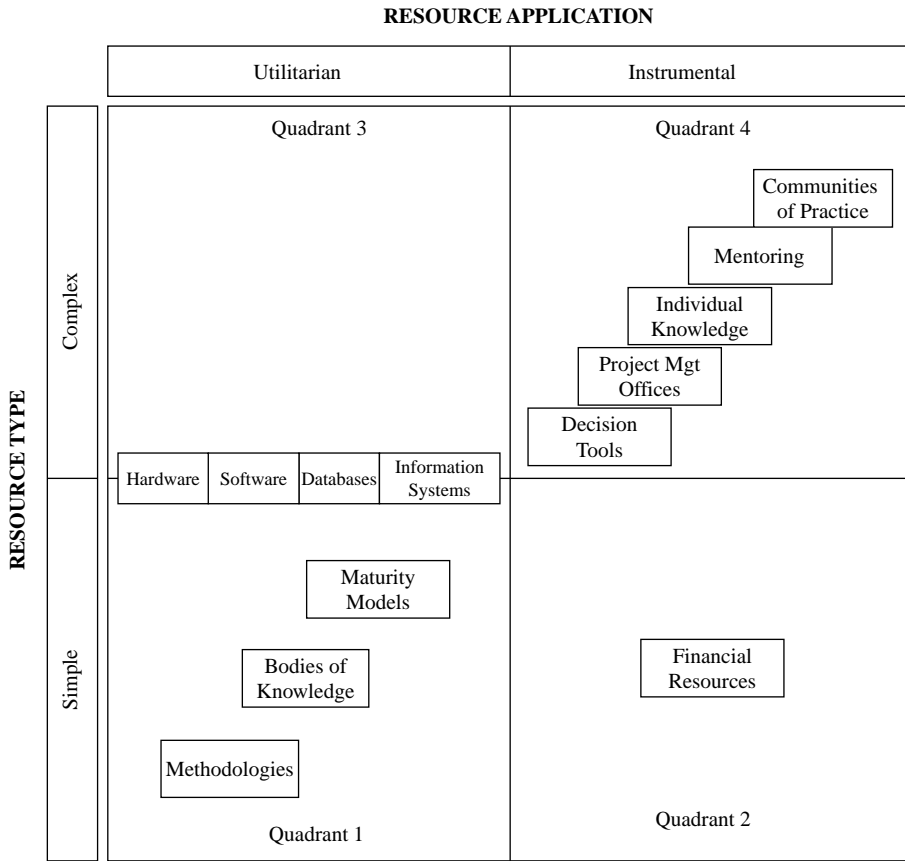 RESOURCE APPLICATION
Utilitarian
Instrumental
RESOURCE TYPE
Complex
Simple
Quadrant 3
Quadrant 4
Communities
of Practice
Mentoring
Individual
Knowledge
Project Mgt
Offices
Decision
Tools
Hardware
Software
Databases
Information
Systems
Maturity
Models
Bodies of
Knowledge
Methodologies
Quadrant 1
Financial
Resources
Quadrant 2